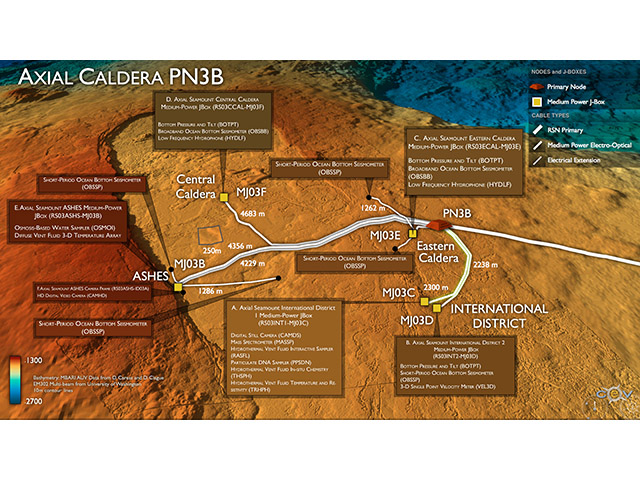 AXIAL CALDERA PN3B
NODES and J-BOXES
Primary Node
Medium Power J-Box
CABLE TYPES
RSN Primary
Medium Power Electro-Optical
Electrical Extension
D. AXIAL SEAMOUNT CENTRAL CALDERA
MEDIUM-POWER JBOX (RS03CCAL-MJ03F)
BOTTOM PRESSURE AND TILT (BOTPT)
BROADBAND OCEAN BOTTOM SEISMOMETER (OBSBB)
LOW FREQUENCY HYDROPHONE (HYDLF)
C. AXIAL SEAMOUNT EASTERN CALDERA
MEDIUM-POWER JBOX (RS03ECAL-MJ03E)
BOTTOM PRESSURE AND TILT (BOTPT)
BROADBAND OCEAN BOTTOM SEISMOMETER
(OBSBB)
LOW FREQUENCY HYDROPHONE (HYDLF)
SHORT-PERIOD OCEAN BOTTOM SEISMOMETER
(OBSSP)
SHORT-PERIOD OCEAN BOTTOM SEISMOMETER
(OBSSP)
E. AXIAL SEAMOUNT ASHES MEDIUM-POWER
JBOX (RS03ASHS-MJ03B)
OSMOSIS-BASED WATER SAMPLER (OSMOI)
DIFFUSE VENT FLUID 3-D TEMPERATURE ARRAY
Central
Caldera
MJ03F
4683 m
1262 m
PN3B
MJ03E
Eastern
Caldera
250m
4356 m
4229 m
2238 m
SHORT-PERIOD OCEAN BOTTOM SEISMOMETER
(OBSSP)
MJ03B
ASHES
1286 m
2300 m
MJ03C
MJ03D
INTERNATIONAL
DISTRICT
F. AXIAL SEAMOUNT ASHES CAMERA FRAME (RS03ASHS-ID03A)
HD DIGITAL VIDEO CAMERA (CAMHD)
SHORT-PERIOD OCEAN BOTTOM SEISMOMETER
(OBSSP)
A. AXIAL SEAMOUNT INTERNATIONAL DISTRICT
1 MEDIUM-POWER JBOX
(RS03INT1-MJ03C)
DIGITAL STILL CAMERA (CAMDS)
MASS SPECTROMETER (MASSP)
HYDROTHERMAL VENT FLUID INTERACTIVE SAMPLER
(RASFL)
PARTICULATE DNA SAMPLER (PPSDN)
HYDROTHERMAL VENT FLUID IN-SITU CHEMISTRY
(THSPH)
HYDROTHERMAL VENT FLUID TEMPERATURE AND RE-
SISTIVITY (TRHPH)
B. AXIAL SEAMOUNT INTERNATIONAL DISTRICT 2
MEDIUM-POWER JBOX
(RS03INT2-MJ03D)
BOTTOM PRESSURE AND TILT (BOTPT)
SHORT-PERIOD OCEAN BOTTOM SEISMOMETER
(OBSSP)
3-D SINGLE POINT VELOCITY METER (VEL3D)
1300
2700
Bathymetry: MBARI AUV Data from D. Caress and D. Clague
EM302 Multi-beam from University of Washington
10m contour lines